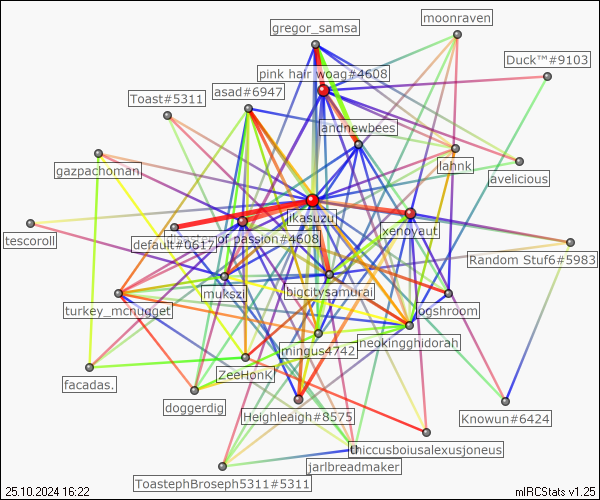 gregor_samsa
moonraven
Duck™#9103
pink hair woag#4608
asad#6947
Toast#5311
andnewbees
lahnk
gazpachoman
avelicious
ikasuzu
xenoyaut
tescoroll
default#0617
of passion#4608
Random Stuf6#5983
mukszi
bigcitysamurai
turkey_mcnugget
bogshroom
neokingghidorah
mingus4742
ZeeHonK
facadas.
doggerdig
Heighleaigh#8575
Knowun#6424
thiccusboiusalexusjoneus
jarlbreadmaker
ToastephBroseph5311#5311
25.10.2024 16:22
mIRCStats v1.25